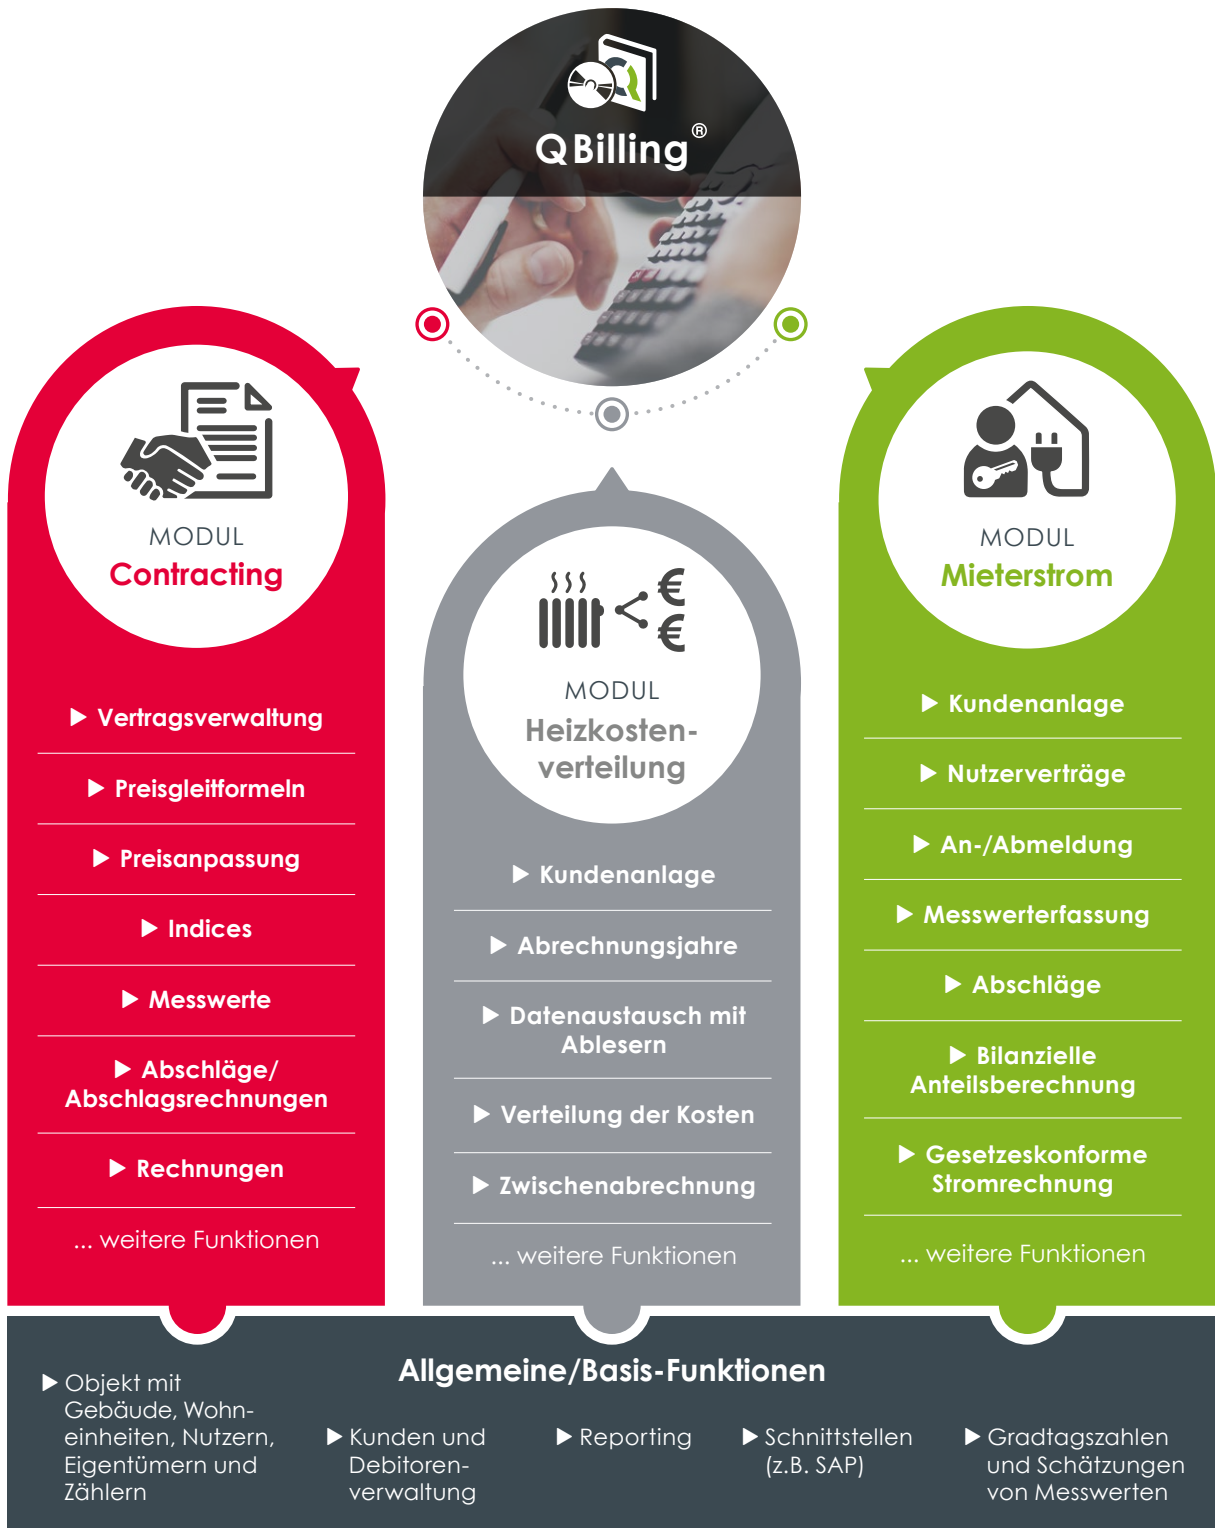 QBilling®
MODUL
Contracting
▶ Vertragsverwaltung
▶ Preisgleitformeln
▶ Preisanpassung
▶ Indices
▶ Messwerte
▶ Abschläge/
Abschlagsrechnungen
▶ Rechnungen
... weitere Funktionen
MODUL
Heizkosten-
verteilung
▶ Kundenanlage
▶ Abrechnungsjahre
▶ Datenaustausch mit
Ablesern
▶ Verteilung der Kosten
▶ Zwischenabrechnung
... weitere Funktionen
MODUL
Mieterstrom
▶ Kundenanlage
▶ Nutzerverträge
▶ An-/Abmeldung
▶ Messwerterfassung
▶ Abschläge
▶ Bilanzielle
Anteilsberechnung
▶ Gesetzeskonforme
Stromrechnung
... weitere Funktionen
Allgemeine/Basis-Funktionen
▶ Objekt mit
Gebäude, Wohn-
einheiten, Nutzern,
Eigentümern und
Zählern
▶ Kunden und
Debitoren-
verwaltung
▶ Reporting
▶ Schnittstellen
(z.B. SAP)
▶ Gradtagszahlen
und Schätzungen
von Messwerten